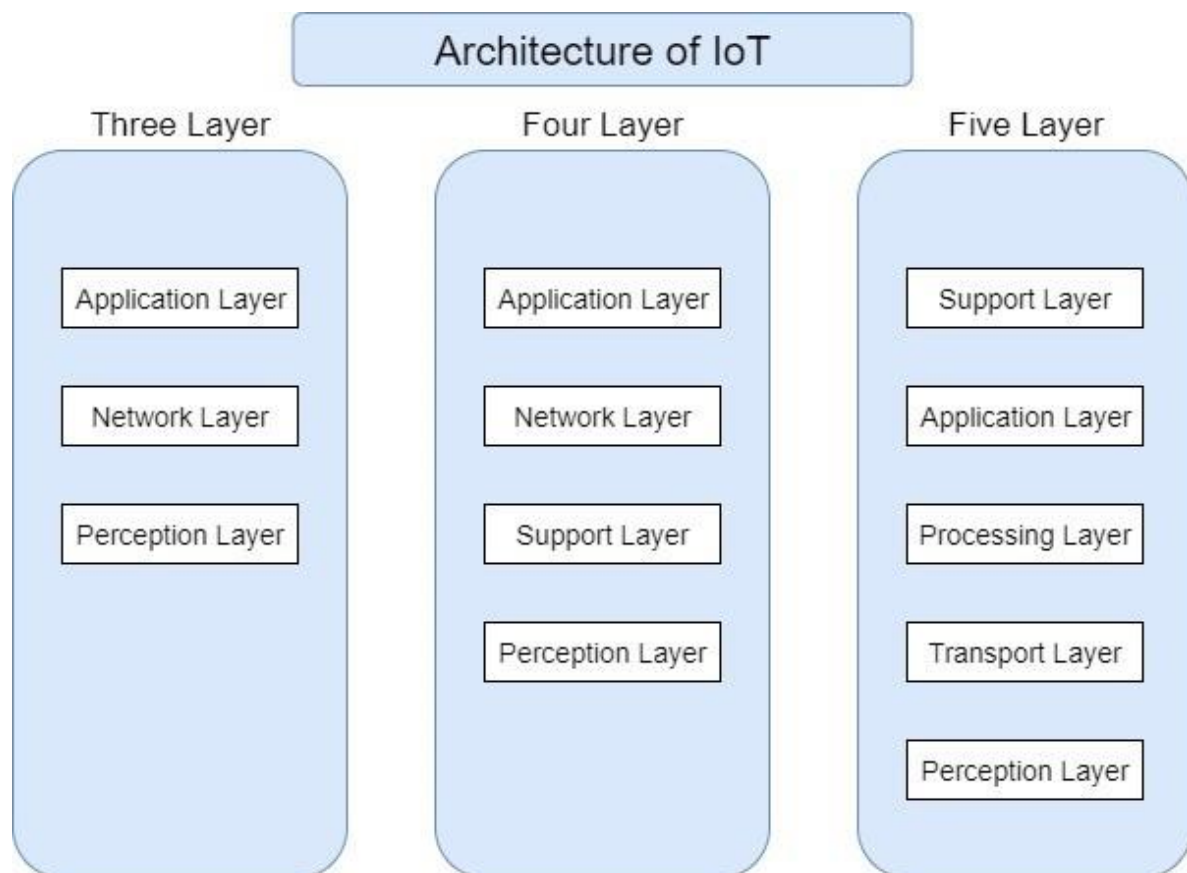 Architecture of IoT
Three Layer
Application Layer
Network Layer
Perception Layer
Four Layer
Application Layer
Network Layer
Support Layer
Perception Layer
Five Layer
Support Layer
Application Layer
Processing Layer
Transport Layer
Perception Layer